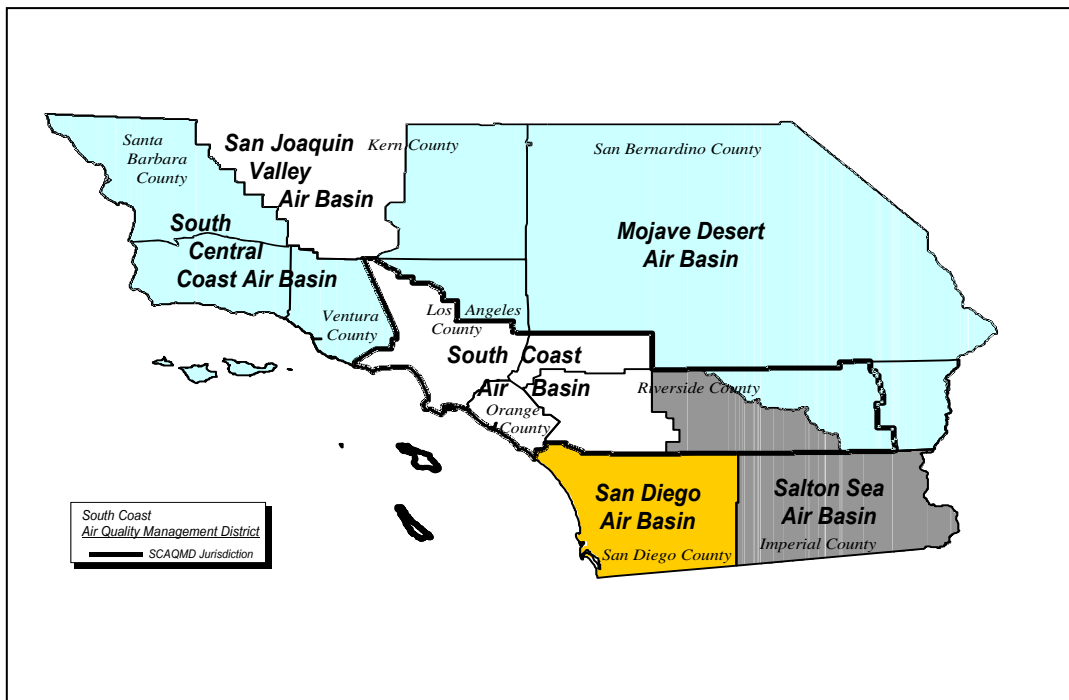 Santa
Barbara
County
San Joaquin
Valley
Air Basin
Kern County
San Bernardino County
South
Central
Coast Air Basin
Mojave Desert
Air Basin
Ventura
County
Los Angeles
County
South Coast
Air Basin
Riverside County
Orange
County
San Diego
Air Basin
San Diego County
Salton Sea
Air Basin
Imperial County
South Coast
Air Quality Management District
SCAQMD Jurisdiction